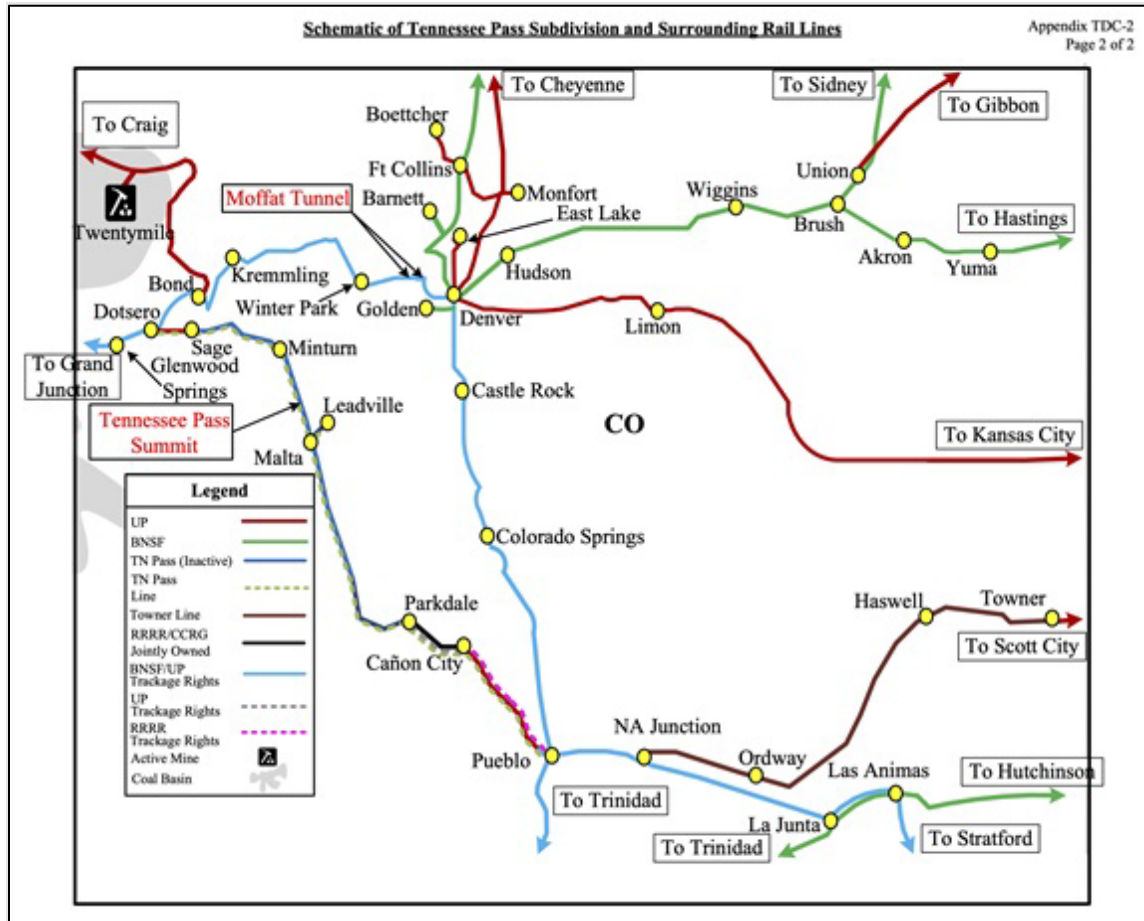 Schematic of Tennessee Pass Subdivision and Surrounding Rail Lines
Appendix TDC-2
Page 2 of 2
To Craig
To Cheyenne
To Sidney
To Gibbon
Boettcher
Ft Collins
Monfort
Moffat Tunnel
Barnett
East Lake
Wiggins
Union
Brush
To Hastings
Twentymile
Hudson
Akron
Yuma
Kremmling
Bond
Winter Park
Golden
Denver
Limon
Dotsero
Sage
Minturn
To Grand
Junction
Glenwood
Springs
Castle Rock
Leadville
Tennessee Pass
Summit
CO
To Kansas City
Malta
Colorado Springs
Legend
UP
BNSF
TN Pass (Inactive)
TN Pass
Line
Towner Line
RRRR/CCRG
Jointly Owned
BNSF/UP
Trackage Rights
UP
Trackage Rights
RRRR
Trackage Rights
Active Mine
Coal Basin
Parkdale
Cañon City
Haswell
Towner
To Scott City
Pueblo
NA Junction
Ordway
Las Animas
To Hutchinson
To Trinidad
La Junta
To Trinidad
To Stratford